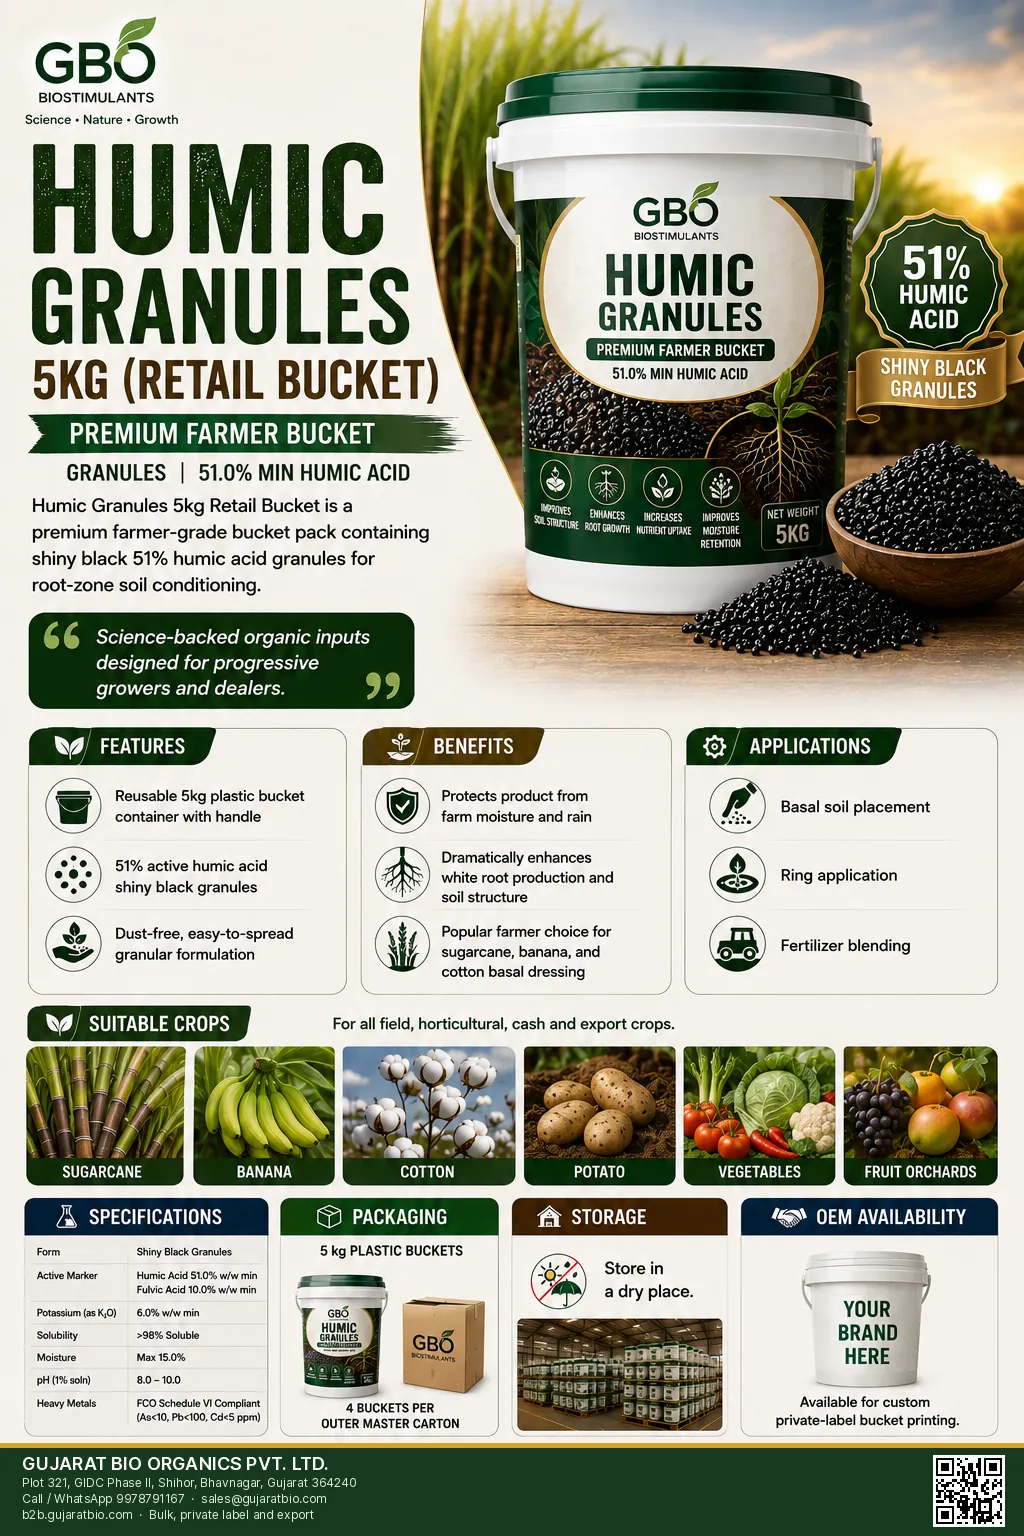 GBO
BIOSTIMULANTS
Science • Nature • Growth
HUMIC
GRANULES
5KG (RETAIL BUCKET)
PREMIUM FARMER BUCKET
GRANULES | 51.0% MIN HUMIC ACID
Humic Granules 5kg Retail Bucket is a
premium farmer-grade bucket pack containing
shiny black 51% humic acid granules for
root-zone soil conditioning.
“ Science-backed organic inputs
designed for progressive
growers and dealers. ”
GBO
BIOSTIMULANTS
HUMIC
GRANULES
PREMIUM FARMER BUCKET
51.0% MIN HUMIC ACID
IMPROVES
SOIL STRUCTURE
ENHANCES
ROOT GROWTH
INCREASES
NUTRIENT UPTAKE
IMPROVES
MOISTURE
RETENTION
NET WEIGHT
5KG
51%
HUMIC
ACID
SHINY BLACK
GRANULES
FEATURES
Reusable 5kg plastic bucket
container with handle
51% active humic acid
shiny black granules
Dust-free, easy-to-spread
granular formulation
BENEFITS
Protects product from
farm moisture and rain
Dramatically enhances
white root production and
soil structure
Popular farmer choice for
sugarcane, banana, and
cotton basal dressing
APPLICATIONS
Basal soil placement
Ring application
Fertilizer blending
SUITABLE CROPS
For all field, horticultural, cash and export crops.
SUGARCANE
BANANA
COTTON
POTATO
VEGETABLES
FRUIT ORCHARDS
SPECIFICATIONS
Form Shiny Black Granules
Active Marker Humic Acid 51.0% w/w min
Fulvic Acid 10.0% w/w min
Potassium (as K₂O) 6.0% w/w min
Solubility >98% Soluble
Moisture Max 15.0%
pH (1% soln) 8.0 – 10.0
Heavy Metals FCO Schedule VI Compliant
(As<10, Pb<100, Cd<5 ppm)
PACKAGING
5 kg PLASTIC BUCKETS
GBO
HUMIC
GRANULES
GBO
BIOSTIMULANTS
4 BUCKETS PER
OUTER MASTER CARTON
STORAGE
Store in
a dry place.
OEM AVAILABILITY
YOUR
BRAND
HERE
Available for custom
private-label bucket printing.
GUJARAT BIO ORGANICS PVT. LTD.
Plot 321, GIDC Phase II, Shihor, Bhavnagar, Gujarat 364240
Call / WhatsApp 9978791167 · sales@gujaratbio.com
b2b.gujaratbio.com · Bulk, private label and export